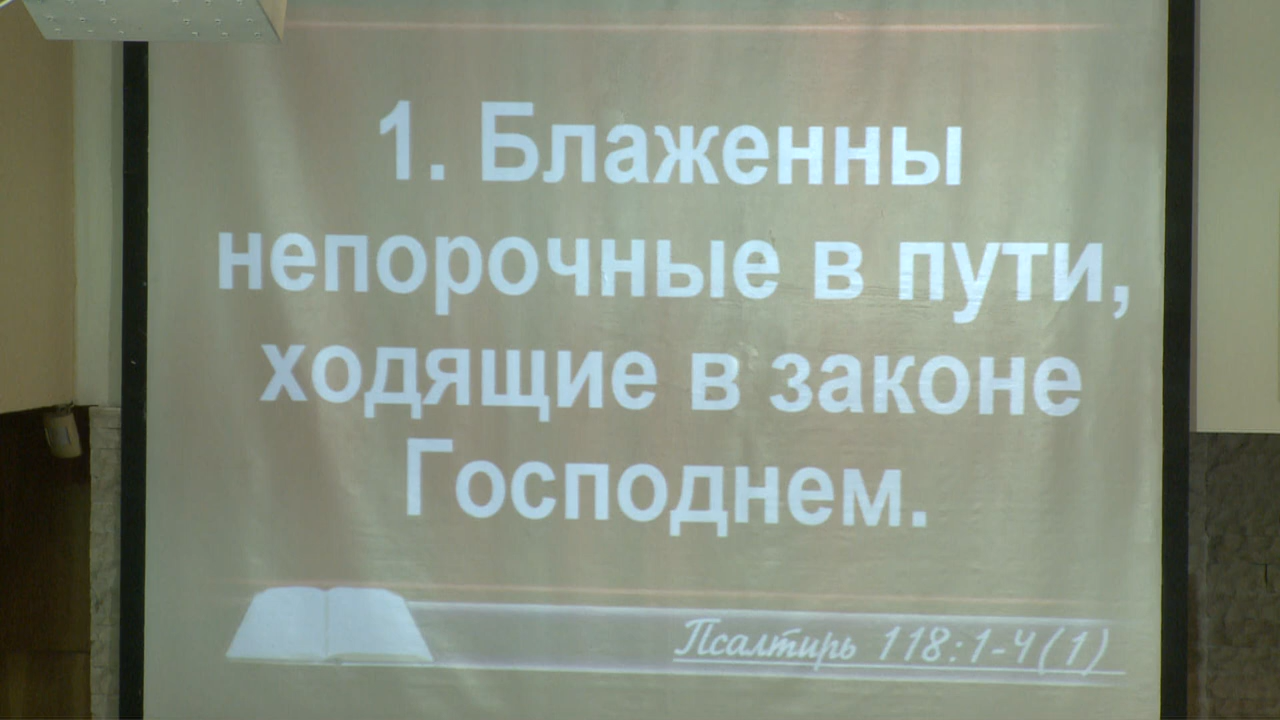 1. Блаженны
непорочные в пути,
ходящие в законе
Господнем.
Псалтирь 118:1-4(1)